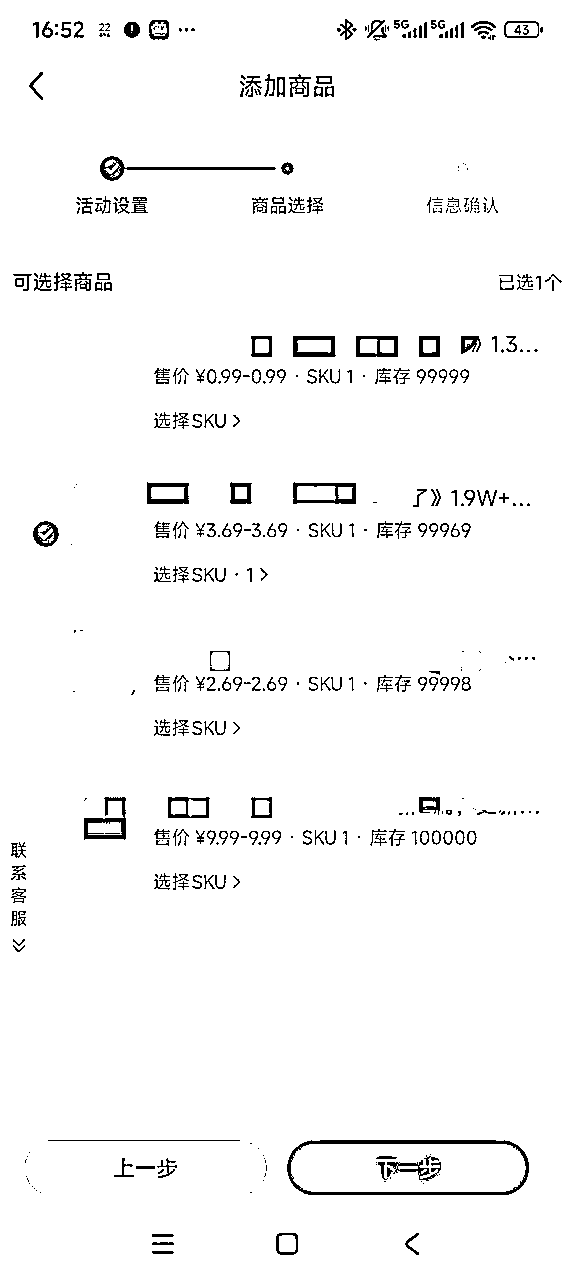 16:52 22 5G 5G 43
添加商品
活动设置 商品选择 信息确认
可选择商品 已选1个
》 1.3...
售价 ¥0.99-0.99 · SKU 1 · 库存 99999
选择SKU >
了》 1.9W+...
售价 ¥3.69-3.69 · SKU 1 · 库存 99969
选择SKU · 1 >
售价 ¥2.69-2.69 · SKU 1 · 库存 99998
选择SKU >
售价 ¥9.99-9.99 · SKU 1 · 库存 100000
选择SKU >
联系客服
上一步 下一步